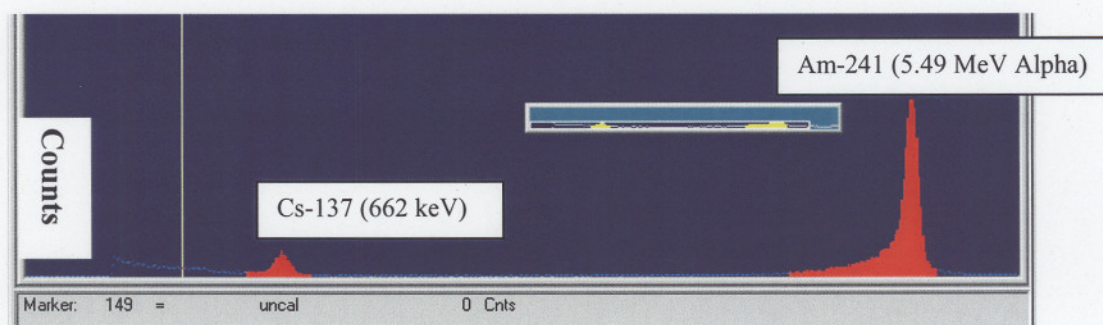 Am-241 (5.49 MeV Alpha)
Counts
Cs-137 (662 keV)
Marker: 149 = uncal 0 Cnts